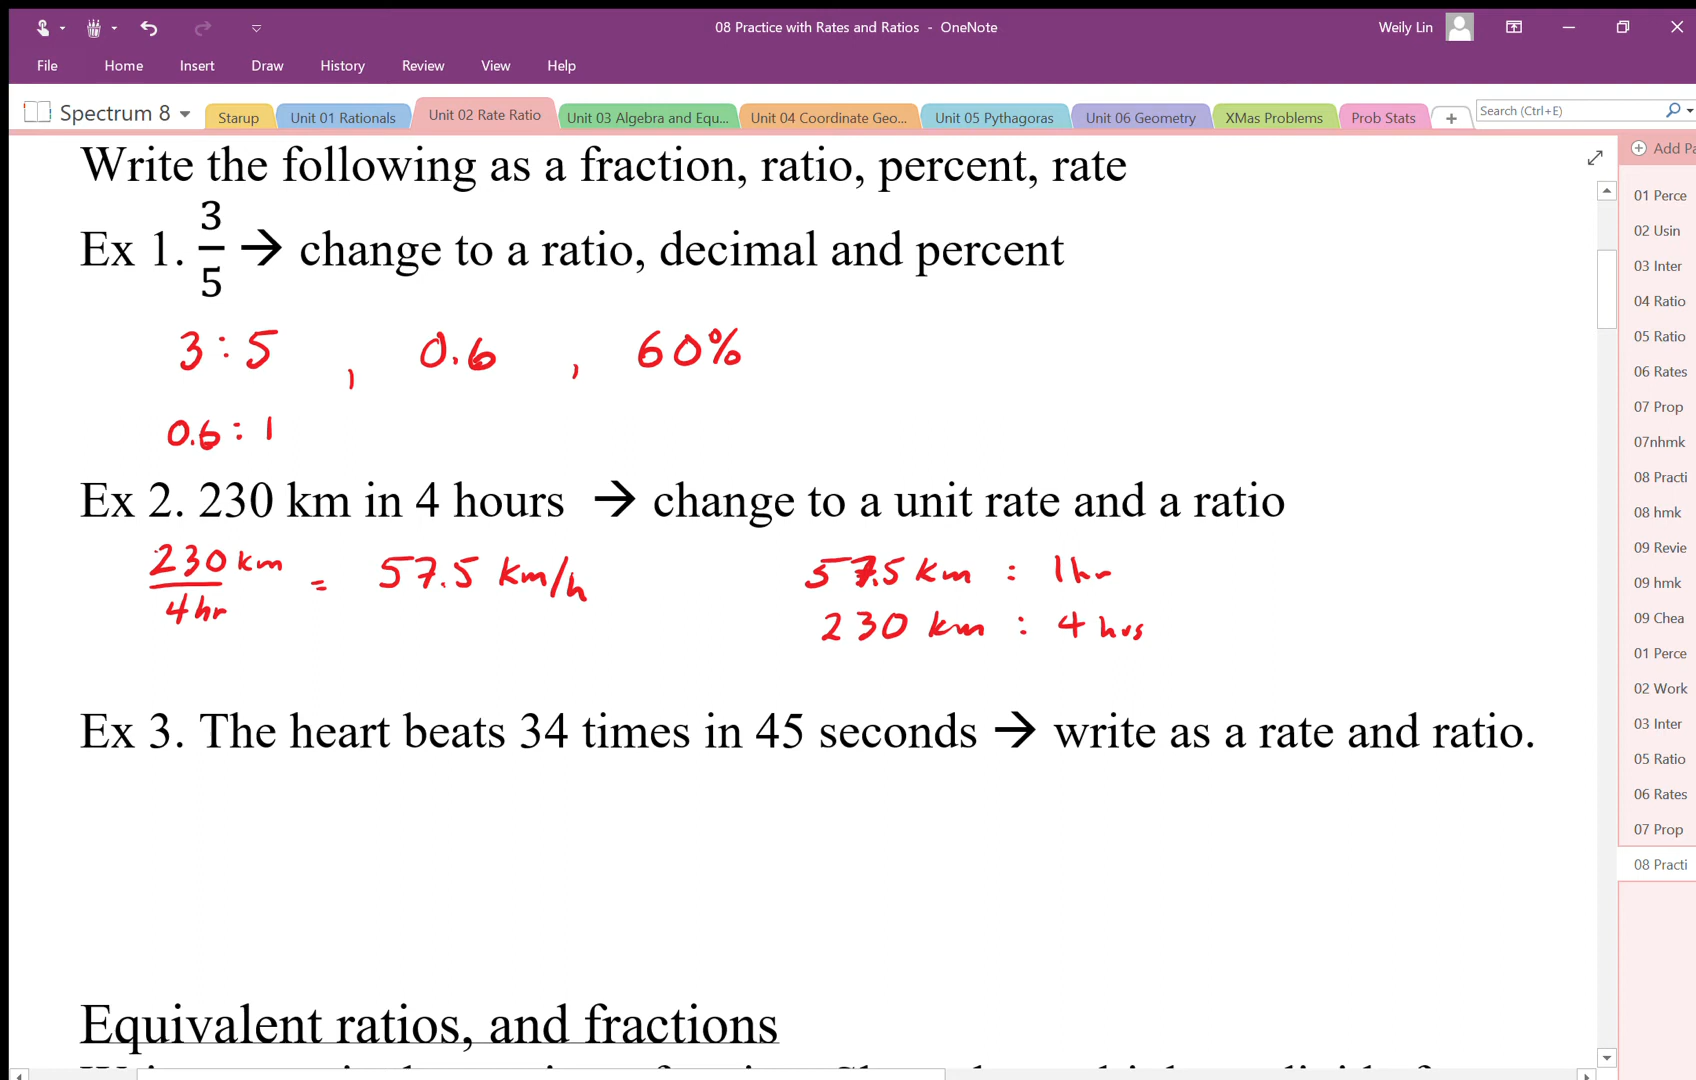 08 Practice with Rates and Ratios - OneNote
Weily Lin
File Home Insert Draw History Review View Help
Spectrum 8
Starup
Unit 01 Rationals
Unit 02 Rate Ratio
Unit 03 Algebra and Equ...
Unit 04 Coordinate Geo...
Unit 05 Pythagoras
Unit 06 Geometry
XMas Problems
Prob Stats
+
Search (Ctrl+E)
Write the following as a fraction, ratio, percent, rate
Ex 1. 3/5 → change to a ratio, decimal and percent
3 : 5 , 0.6 , 60%
0.6 : 1
Ex 2. 230 km in 4 hours → change to a unit rate and a ratio
230 km / 4 hr = 57.5 km/h
57.5 km : 1 hr
230 km : 4 hrs
Ex 3. The heart beats 34 times in 45 seconds → write as a rate and ratio.
Equivalent ratios, and fractions
Add Pa
01 Perce
02 Usin
03 Inter
04 Ratio
05 Ratio
06 Rates
07 Prop
07nhmk
08 Practi
08 hmk
09 Revie
09 hmk
09 Chea
01 Perce
02 Work
03 Inter
05 Ratio
06 Rates
07 Prop
08 Practi